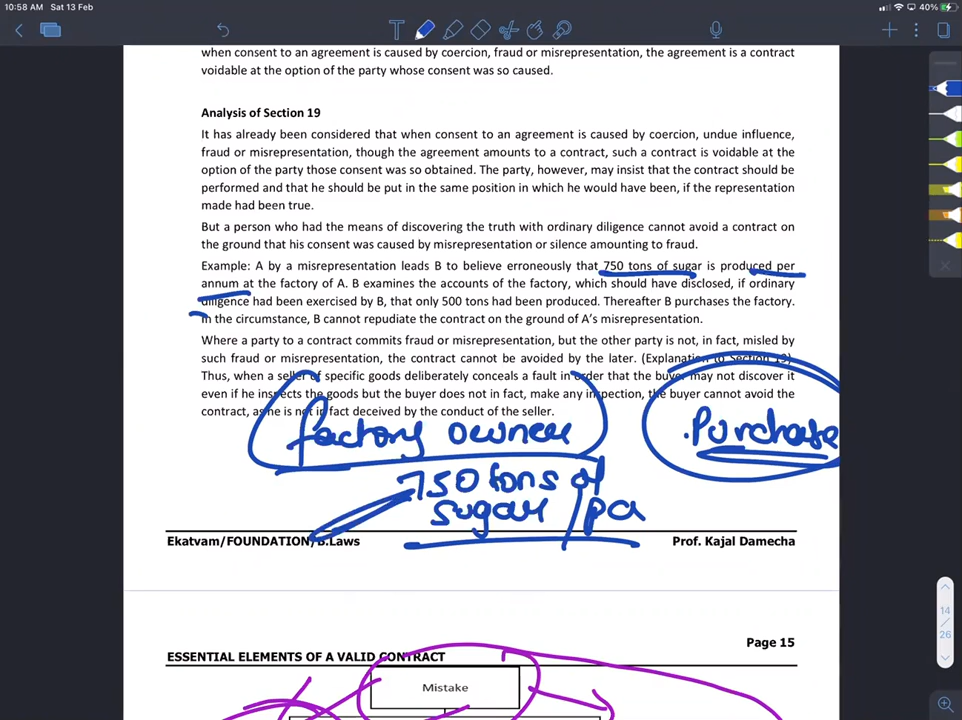 10:58 AM Sat 13 Feb
40%
when consent to an agreement is caused by coercion, fraud or misrepresentation, the agreement is a contract
voidable at the option of the party whose consent was so caused.
Analysis of Section 19
It has already been considered that when consent to an agreement is caused by coercion, undue influence,
fraud or misrepresentation, though the agreement amounts to a contract, such a contract is voidable at the
option of the party those consent was so obtained. The party, however, may insist that the contract should be
performed and that he should be put in the same position in which he would have been, if the representation
made had been true.
But a person who had the means of discovering the truth with ordinary diligence cannot avoid a contract on
the ground that his consent was caused by misrepresentation or silence amounting to fraud.
Example: A by a misrepresentation leads B to believe erroneously that 750 tons of sugar is produced per
annum at the factory of A. B examines the accounts of the factory, which should have disclosed, if ordinary
diligence had been exercised by B, that only 500 tons had been produced. Thereafter B purchases the factory.
In the circumstance, B cannot repudiate the contract on the ground of A's misrepresentation.
Where a party to a contract commits fraud or misrepresentation, but the other party is not, in fact, misled by
such fraud or misrepresentation, the contract cannot be avoided by the later. (Explanation to Section 19)
Thus, when a seller of specific goods deliberately conceals a fault in order that the buyer may not discover it
even if he inspects the goods but the buyer does not in fact, make any inspection, the buyer cannot avoid the
contract, as he is not in fact deceived by the conduct of the seller.
factory owner
Purchase
750 tons of
sugar / pa
Ekatvam/FOUNDATION/B.Laws
Prof. Kajal Damecha
14
/
26
Page 15
ESSENTIAL ELEMENTS OF A VALID CONTRACT
Mistake